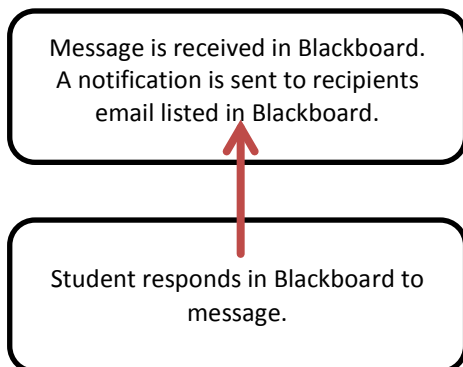 Message is received in Blackboard.
A notification is sent to recipients
email listed in Blackboard.
Student responds in Blackboard to
message.